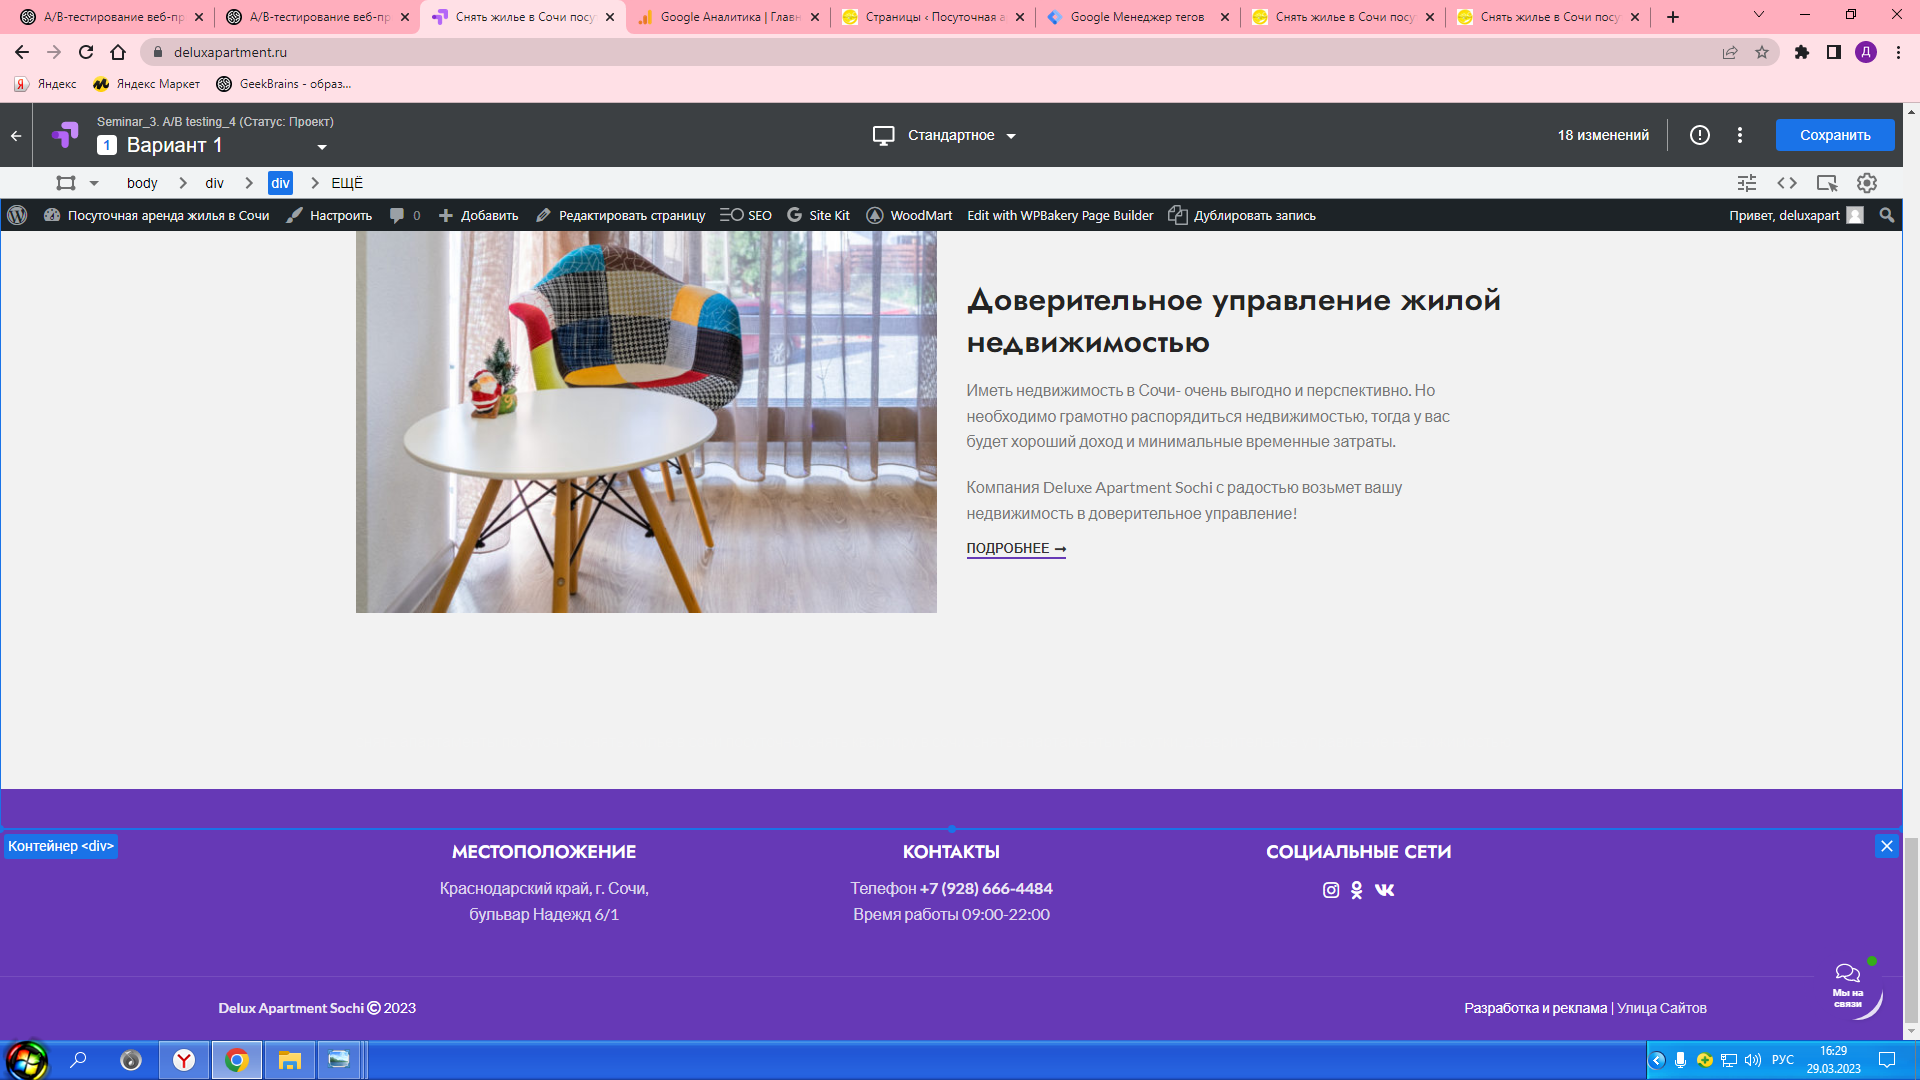 А/В-тестирование веб-пр
А/В-тестирование веб-пр
Снять жилье в Сочи посу
Google Аналитика | Главн
Страницы ‹ Посуточная а
Google Менеджер тегов
Снять жилье в Сочи посу
Снять жилье в Сочи посу
deluxapartment.ru
Д
Яндекс
Яндекс Маркет
GeekBrains - образ...
Seminar_3. A/B testing_4 (Статус: Проект)
1 Вариант 1
Стандартное
18 изменений
Сохранить
body
div
div
ЕЩЁ
Посуточная аренда жилья в Сочи
Настроить
0
Добавить
Редактировать страницу
SEO
Site Kit
WoodMart
Edit with WPBakery Page Builder
Дублировать запись
Привет, deluxapart
Доверительное управление жилой
недвижимостью
Иметь недвижимость в Сочи- очень выгодно и перспективно. Но
необходимо грамотно распорядиться недвижимостью, тогда у вас
будет хороший доход и минимальные временные затраты.
Компания Deluxe Apartment Sochi с радостью возьмет вашу
недвижимость в доверительное управление!
ПОДРОБНЕЕ →
Контейнер <div>
МЕСТОПОЛОЖЕНИЕ
Краснодарский край, г. Сочи,
бульвар Надежд 6/1
КОНТАКТЫ
Телефон +7 (928) 666-4484
Время работы 09:00-22:00
СОЦИАЛЬНЫЕ СЕТИ
Мы на
связи
Delux Apartment Sochi © 2023
Разработка и реклама | Улица Сайтов
РУС
16:29
29.03.2023